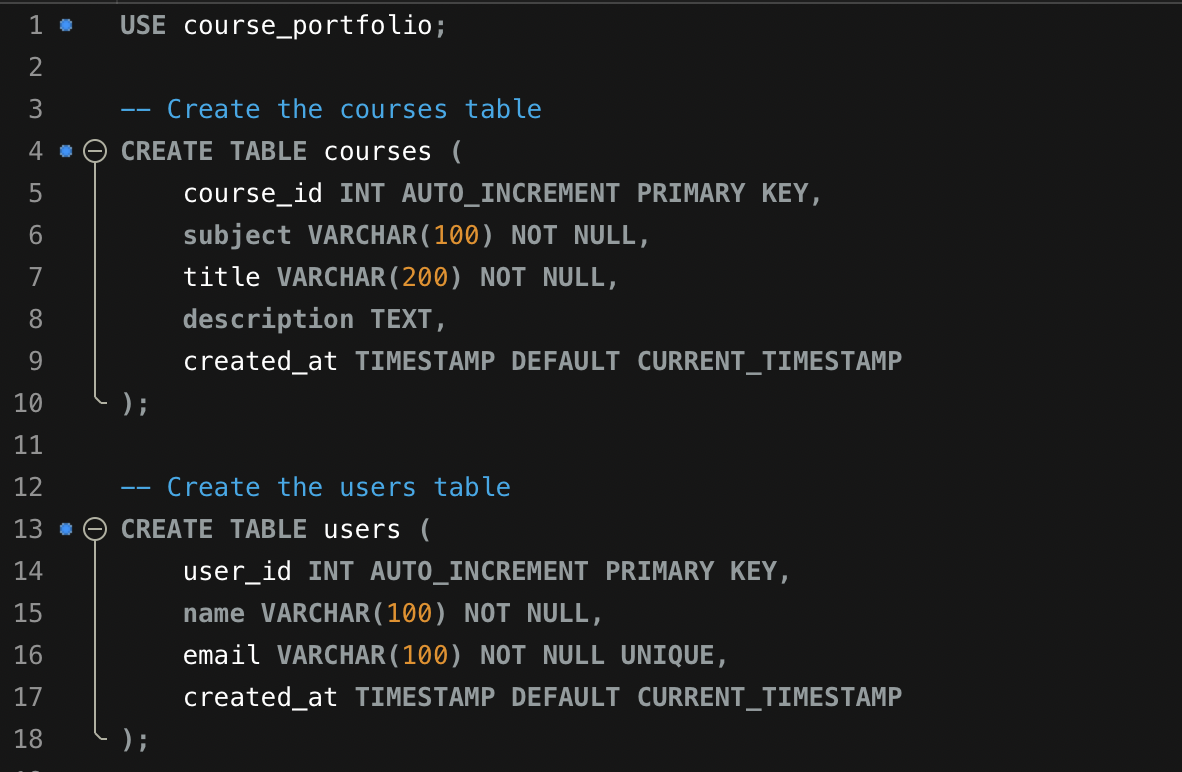 1 USE course_portfolio;
2
3 -- Create the courses table
4 CREATE TABLE courses (
5 course_id INT AUTO_INCREMENT PRIMARY KEY,
6 subject VARCHAR(100) NOT NULL,
7 title VARCHAR(200) NOT NULL,
8 description TEXT,
9 created_at TIMESTAMP DEFAULT CURRENT_TIMESTAMP
10 );
11
12 -- Create the users table
13 CREATE TABLE users (
14 user_id INT AUTO_INCREMENT PRIMARY KEY,
15 name VARCHAR(100) NOT NULL,
16 email VARCHAR(100) NOT NULL UNIQUE,
17 created_at TIMESTAMP DEFAULT CURRENT_TIMESTAMP
18 );